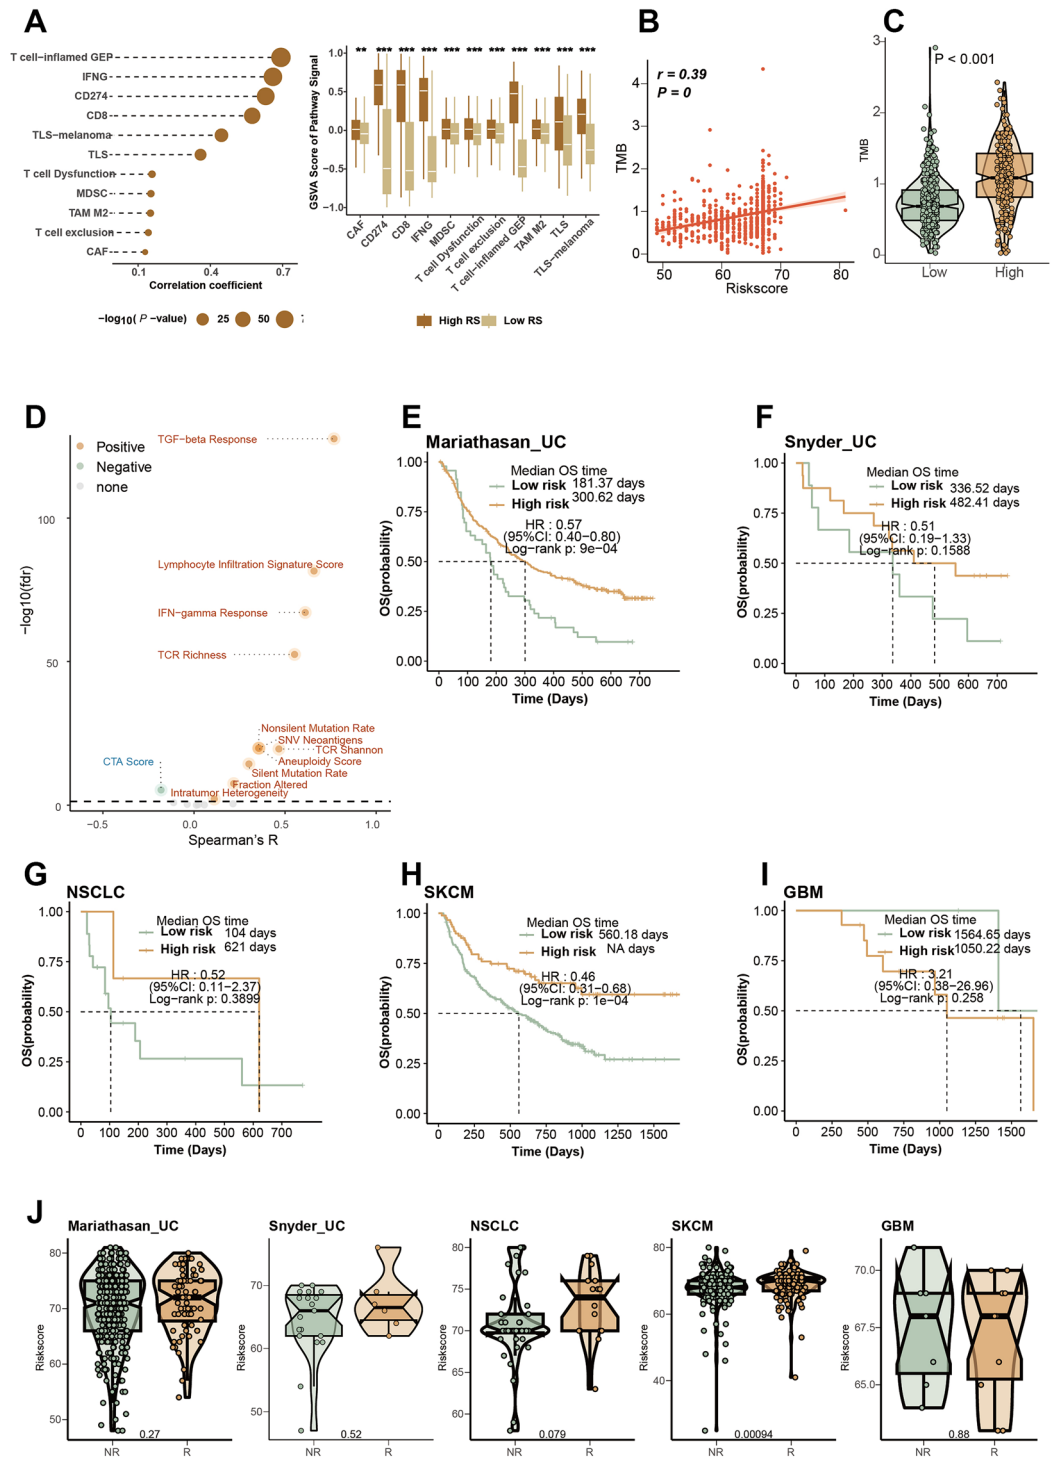 A
T cell−inflamed GEP
IFNG
CD274
CD8
TLS−melanoma
TLS
T cell Dysfunction
MDSC
TAM M2
T cell exclusion
CAF
0.1 0.4 0.7
Correlation coefficient
−log10( P −value) 25 50
** *** *** *** *** *** *** *** *** *** ***
GSVA Score of Pathway Signal
1.0
0.5
0.0
−0.5
−1.0
CAF
CD274
CD8
IFNG
MDSC
T cell Dysfunction
T cell exclusion
T cell−inflamed GEP
TAM M2
TLS
TLS−melanoma
High RS Low RS
B
r = 0.39
P = 0
TMB
4
3
2
1
0
50 60 70 80
Riskscore
C
P < 0.001
TMB
3
2
1
0
Low High
D
Positive
Negative
none
−log10(fdr)
100
50
0
TGF−beta Response
Lymphocyte Infiltration Signature Score
IFN−gamma Response
TCR Richness
Nonsilent Mutation Rate
SNV Neoantigens
TCR Shannon
Aneuploidy Score
Silent Mutation Rate
Fraction Altered
Intratumor Heterogeneity
CTA Score
−0.5 0.0 0.5 1.0
Spearman's R
E
Mariathasan_UC
Median OS time
Low risk 181.37 days
High risk 300.62 days
HR : 0.57
(95%CI: 0.40−0.80)
Log−rank p: 9e−04
OS(probability)
1.00
0.75
0.50
0.25
0.00
0 100 200 300 400 500 600 700
Time (Days)
F
Snyder_UC
Median OS time
Low risk 336.52 days
High risk 482.41 days
HR : 0.51
(95%CI: 0.19−1.33)
Log−rank p: 0.1588
OS(probability)
1.00
0.75
0.50
0.25
0.00
0 100 200 300 400 500 600 700
Time (Days)
G
NSCLC
Median OS time
Low risk 104 days
High risk 621 days
HR : 0.52
(95%CI: 0.11−2.37)
Log−rank p: 0.3899
OS(probability)
1.00
0.75
0.50
0.25
0.00
0 100 200 300 400 500 600 700
Time (Days)
H
SKCM
Median OS time
Low risk 560.18 days
High risk NA days
HR : 0.46
(95%CI: 0.31−0.68)
Log−rank p: 1e−04
OS(probability)
1.00
0.75
0.50
0.25
0.00
0 250 500 750 1000 1250 1500
Time (Days)
I
GBM
Median OS time
Low risk 1564.65 days
High risk 1050.22 days
HR : 3.21
(95%CI: 0.38−26.96)
Log−rank p: 0.258
OS(probability)
1.00
0.75
0.50
0.25
0.00
0 250 500 750 1000 1250 1500
Time (Days)
J
Mariathasan_UC
Riskscore
80
70
60
50
0.27
NR R
Snyder_UC
Riskscore
70
60
50
0.52
NR R
NSCLC
Riskscore
80
75
70
65
60
0.079
NR R
SKCM
Riskscore
80
60
40
0.00094
NR R
GBM
Riskscore
70.0
67.5
65.0
0.88
NR R